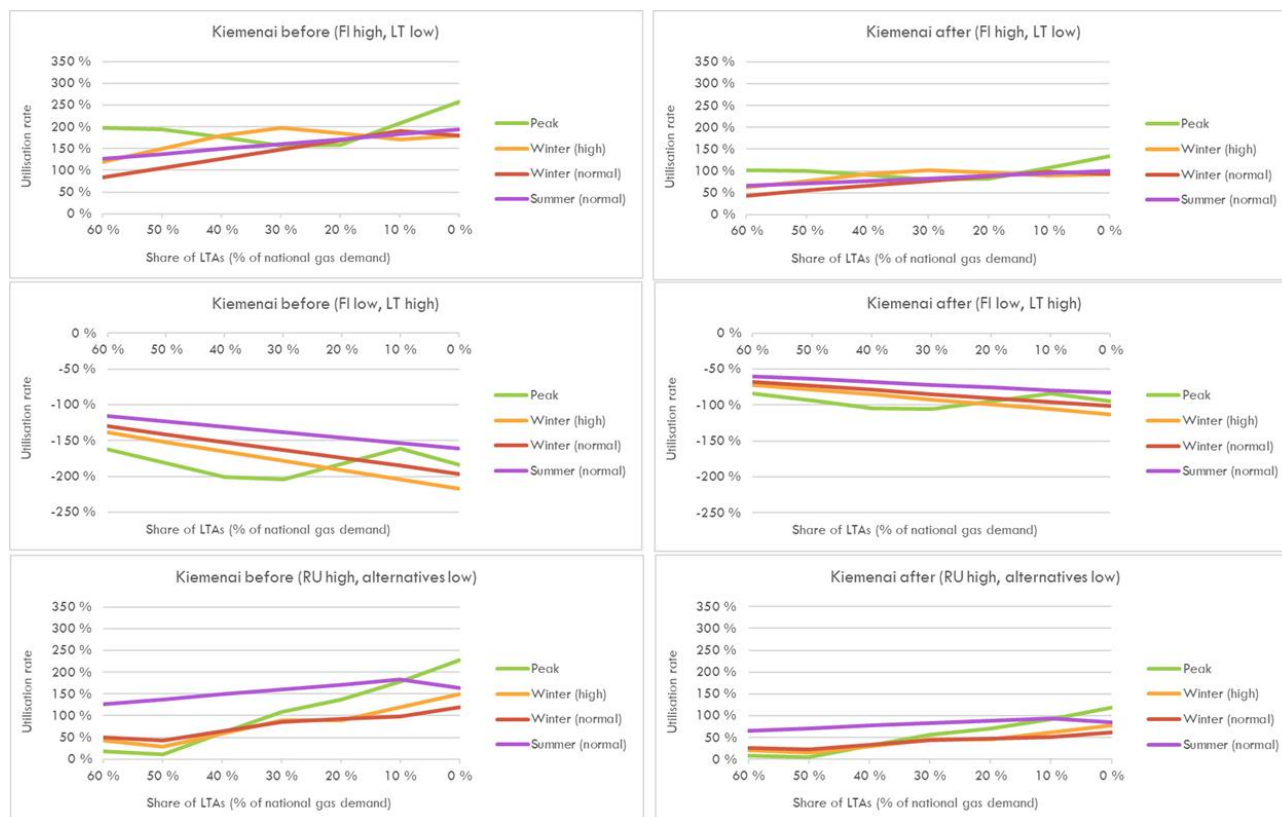 Kiemenai before (FI high, LT low)
350 %
300 %
250 %
200 %
150 %
100 %
50 %
0 %
Utilisation rate
60 % 50 % 40 % 30 % 20 % 10 % 0 %
Share of LTAs (% of national gas demand)
Peak
Winter (high)
Winter (normal)
Summer (normal)
Kiemenai after (FI high, LT low)
350 %
300 %
250 %
200 %
150 %
100 %
50 %
0 %
Utilisation rate
60 % 50 % 40 % 30 % 20 % 10 % 0 %
Share of LTAs (% of national gas demand)
Peak
Winter (high)
Winter (normal)
Summer (normal)
Kiemenai before (FI low, LT high)
0 %
-50 %
-100 %
-150 %
-200 %
-250 %
Utilisation rate
60 % 50 % 40 % 30 % 20 % 10 % 0 %
Share of LTAs (% of national gas demand)
Peak
Winter (high)
Winter (normal)
Summer (normal)
Kiemenai after (FI low, LT high)
0 %
-50 %
-100 %
-150 %
-200 %
-250 %
Utilisation rate
60 % 50 % 40 % 30 % 20 % 10 % 0 %
Share of LTAs (% of national gas demand)
Peak
Winter (high)
Winter (normal)
Summer (normal)
Kiemenai before (RU high, alternatives low)
350 %
300 %
250 %
200 %
150 %
100 %
50 %
0 %
Utilisation rate
60 % 50 % 40 % 30 % 20 % 10 % 0 %
Share of LTAs (% of national gas demand)
Peak
Winter (high)
Winter (normal)
Summer (normal)
Kiemenai after (RU high, alternatives low)
350 %
300 %
250 %
200 %
150 %
100 %
50 %
0 %
Utilisation rate
60 % 50 % 40 % 30 % 20 % 10 % 0 %
Share of LTAs (% of national gas demand)
Peak
Winter (high)
Winter (normal)
Summer (normal)